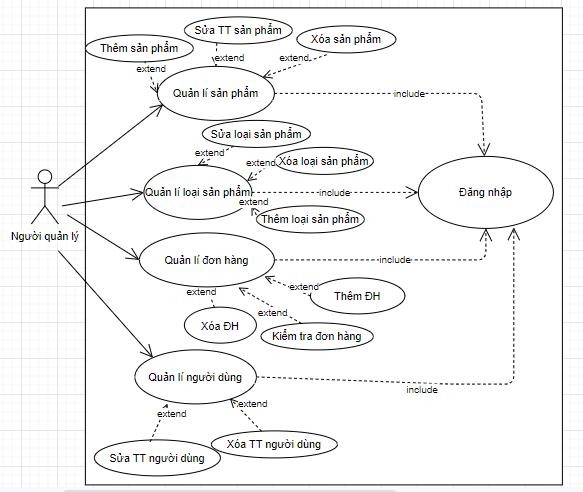 Sửa TT sản phẩm
Xóa sản phẩm
Thêm sản phẩm
extend
extend
extend
Quản lí sản phẩm
include
Sửa loại sản phẩm
extend
extend
Xóa loại sản phẩm
Quản lí loại sản phẩm
include
Đăng nhập
extend
Thêm loại sản phẩm
Người quản lý
Quản lí đơn hàng
include
extend
extend
Thêm ĐH
extend
Xóa ĐH
Kiểm tra đơn hàng
Quản lí người dùng
include
extend
extend
Xóa TT người dùng
Sửa TT người dùng